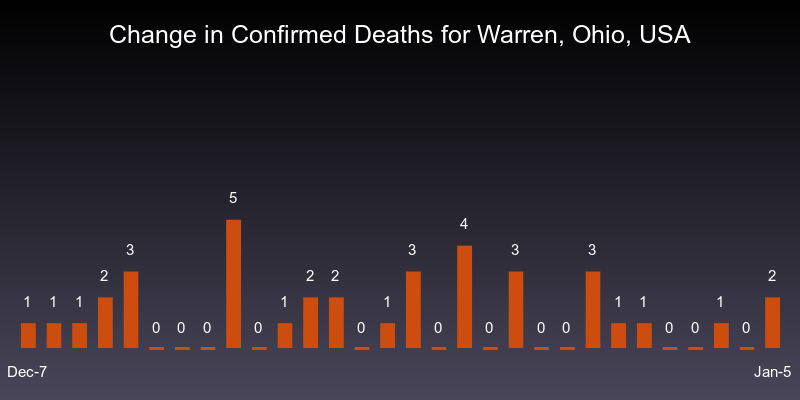 Change in Confirmed Deaths for Warren, Ohio, USA
1 1 1 2 3 0 0 0 5 0 1 2 2 0 1 3 0 4 0 3 0 0 3 1 1 0 0 1 0 2
Dec-7 Jan-5